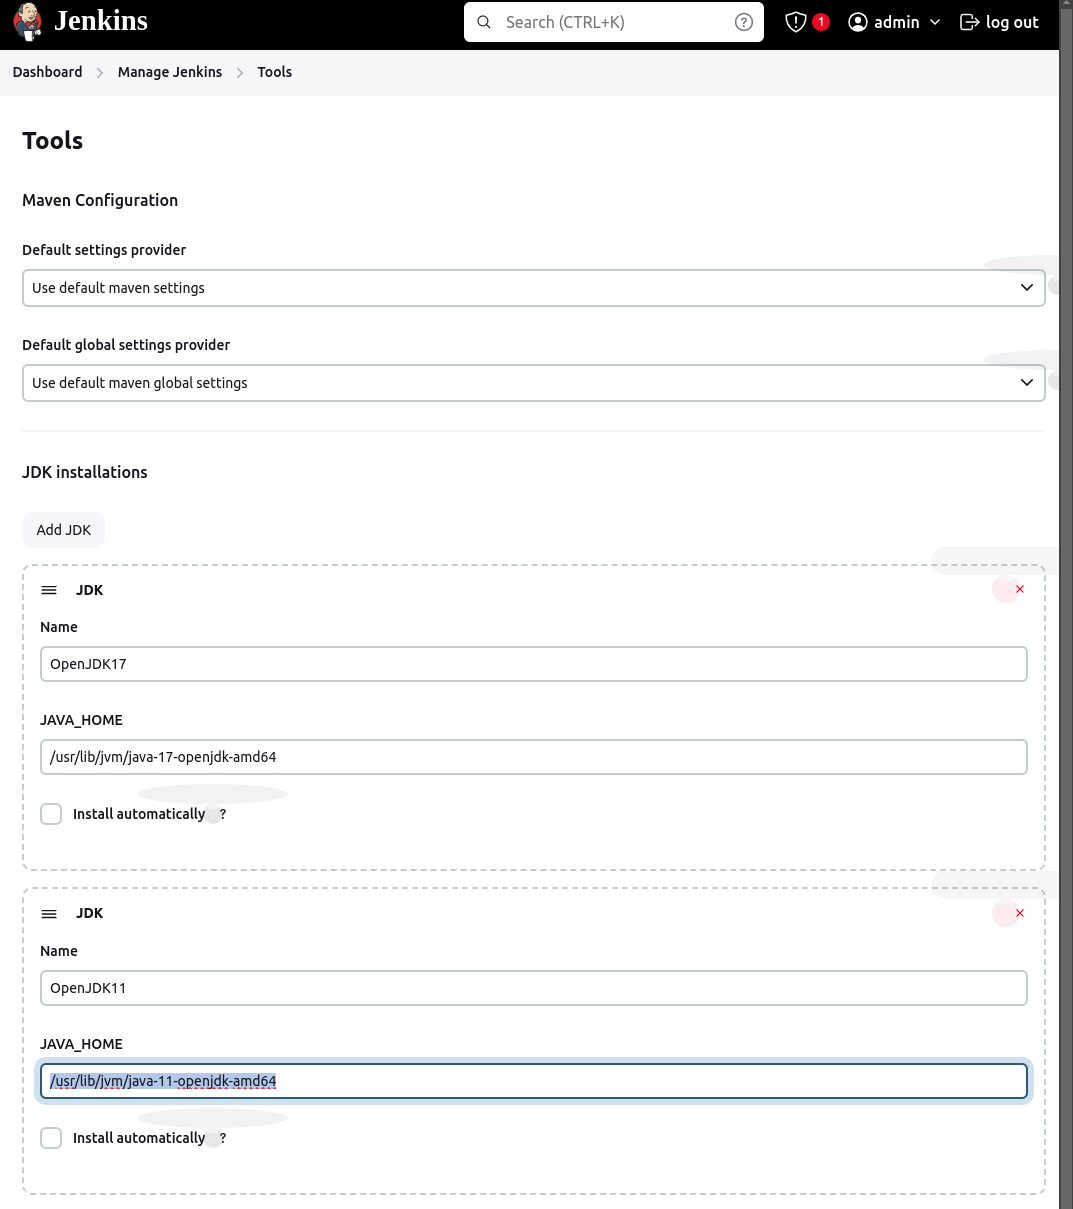 Jenkins
Search (CTRL+K)
?
1
admin
log out
Dashboard > Manage Jenkins > Tools
Tools
Maven Configuration
Default settings provider
Use default maven settings
Default global settings provider
Use default maven global settings
JDK installations
Add JDK
JDK
Name
OpenJDK17
JAVA_HOME
/usr/lib/jvm/java-17-openjdk-amd64
Install automatically ?
JDK
Name
OpenJDK11
JAVA_HOME
/usr/lib/jvm/java-11-openjdk-amd64
Install automatically ?